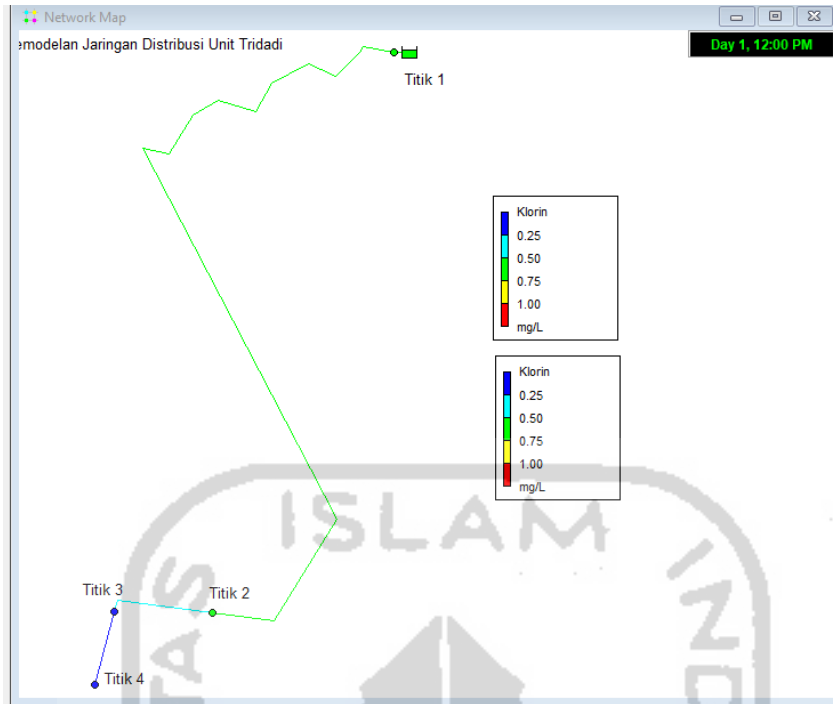 Network Map
emodelan Jaringan Distribusi Unit Tridadi
Day 1, 12:00 PM
Titik 1
Klorin
0.25
0.50
0.75
1.00
mg/L
Klorin
0.25
0.50
0.75
1.00
mg/L
ISLAM
Titik 3
Titik 2
Titik 4
TAS
IND